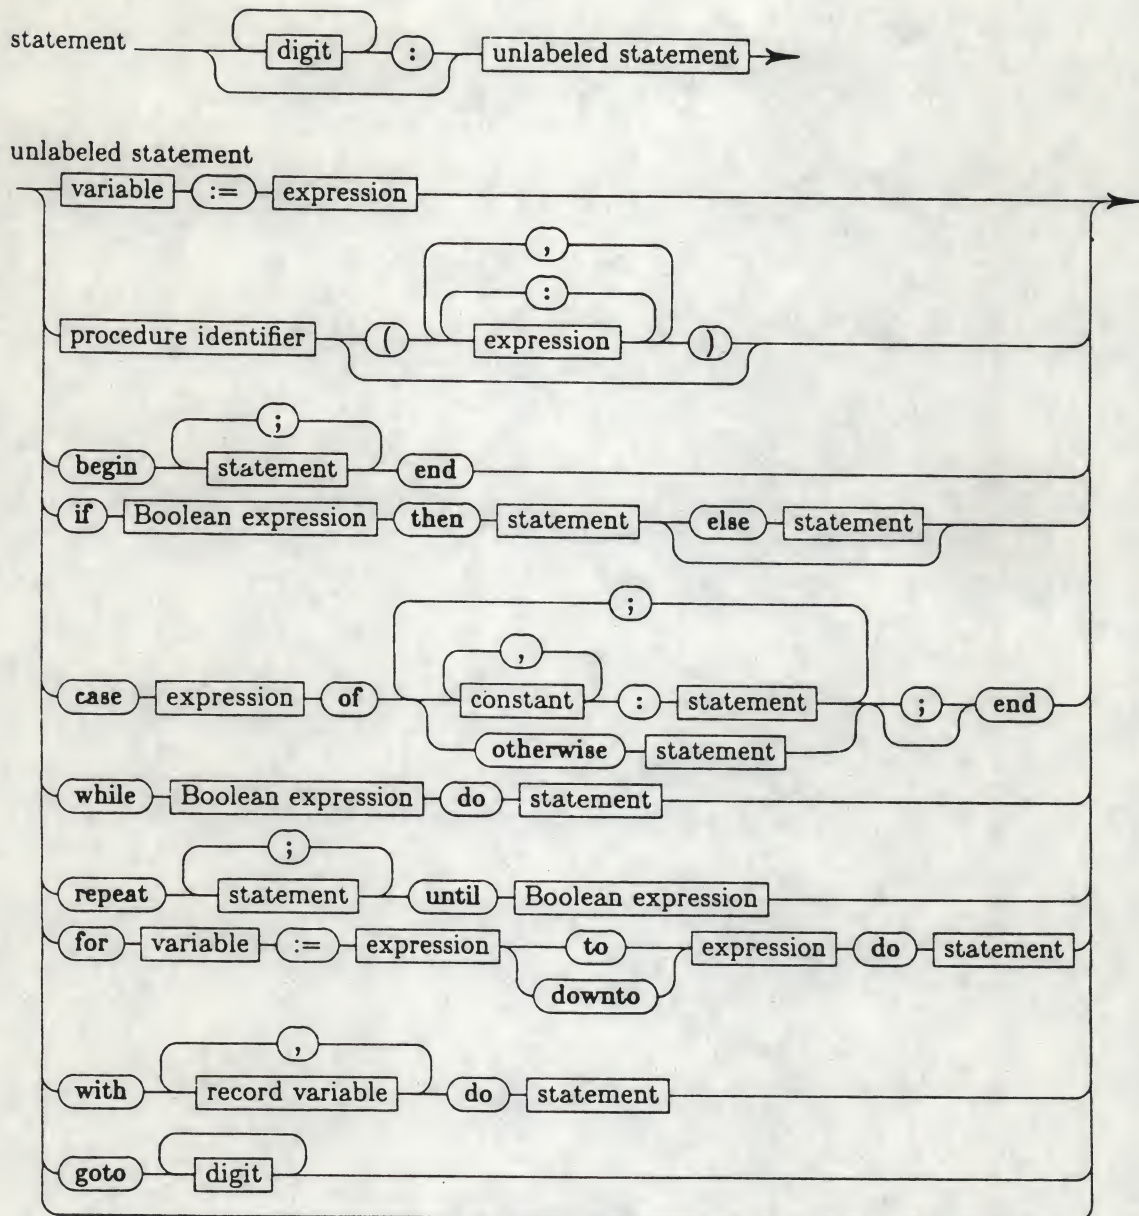 statement digit : unlabeled statement
unlabeled statement
variable := expression
,
:
procedure identifier ( expression )
;
begin statement end
if Boolean expression then statement else statement
;
,
case expression of constant : statement ; end
otherwise statement
while Boolean expression do statement
;
repeat statement until Boolean expression
for variable := expression to expression do statement
downto
,
with record variable do statement
goto digit